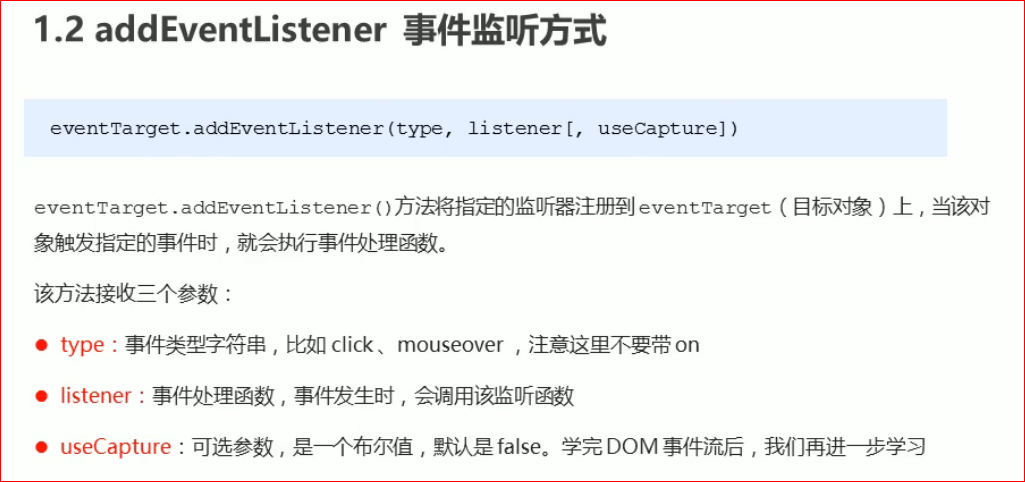 1.2 addEventListener 事件监听方式
eventTarget.addEventListener(type, listener[, useCapture])
eventTarget.addEventListener()方法将指定的监听器注册到 eventTarget（目标对象）上，当该对
象触发指定的事件时，就会执行事件处理函数。
该方法接收三个参数：
● type：事件类型字符串，比如 click 、mouseover ，注意这里不要带 on
● listener：事件处理函数，事件发生时，会调用该监听函数
● useCapture：可选参数，是一个布尔值，默认是 false。学完 DOM 事件流后，我们再进一步学习